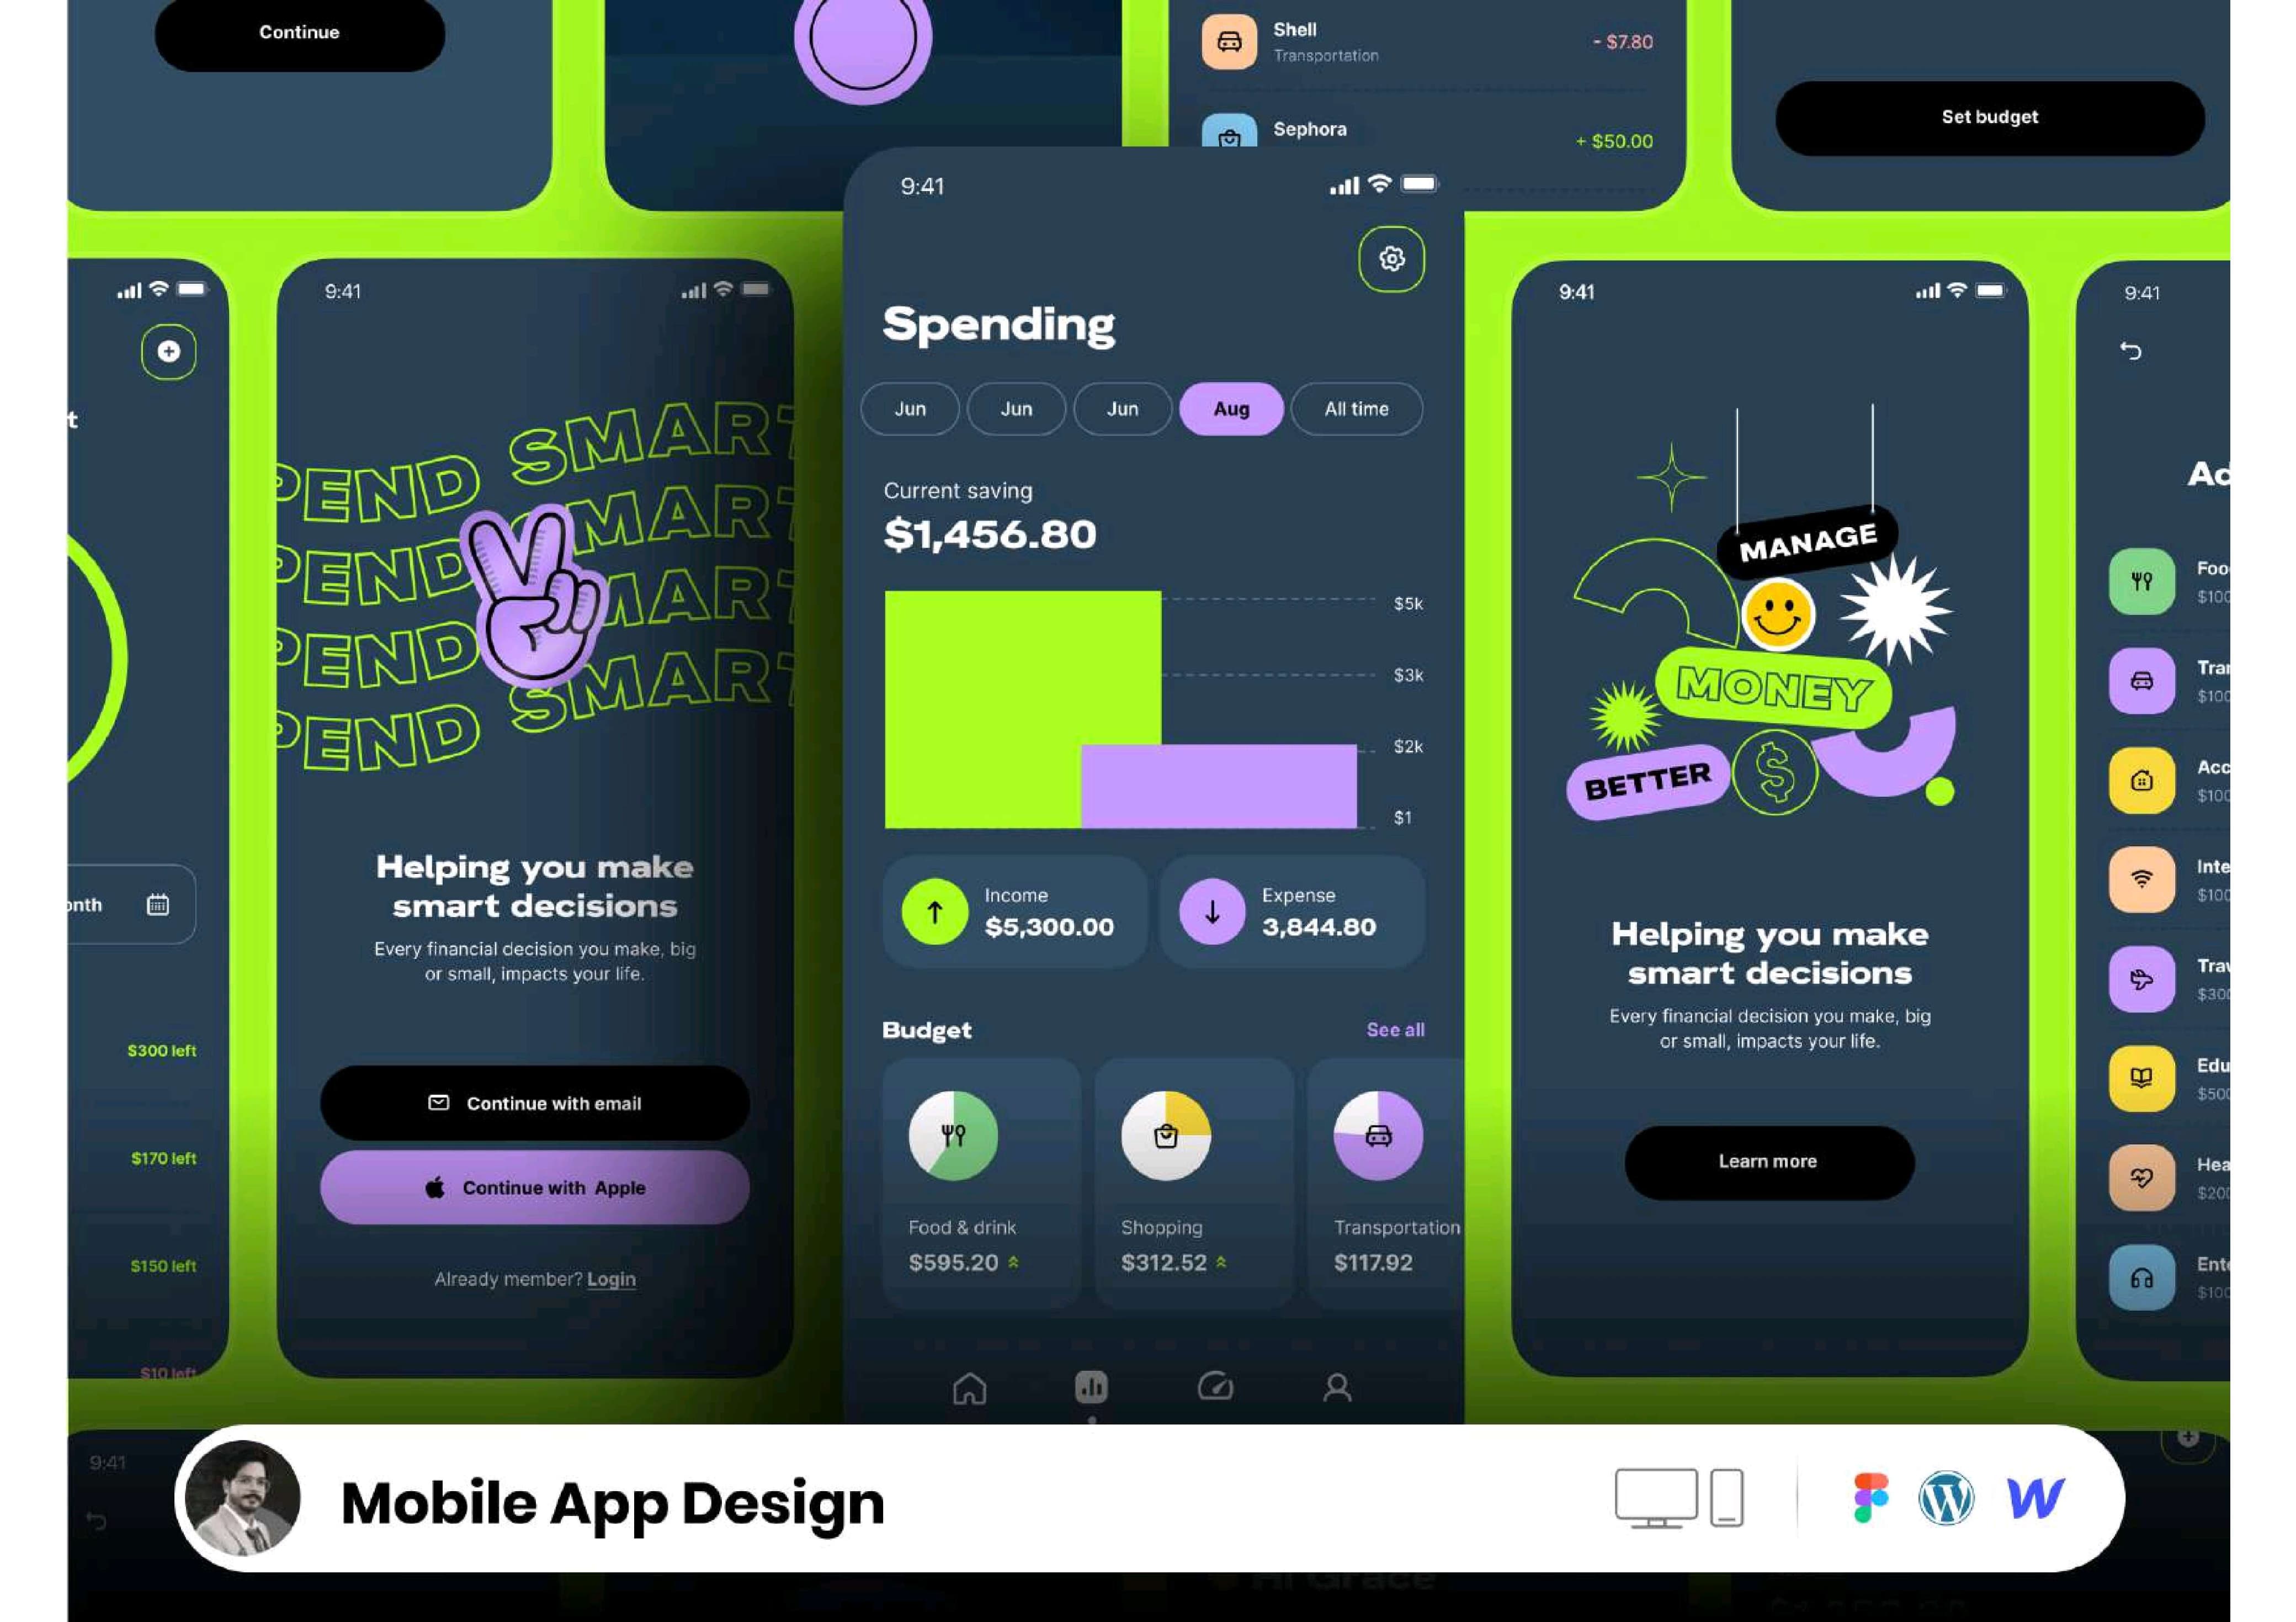 Continue
Shell
Transportation
- $7.80
Sephora
+ $50.00
Set budget
9:41
Spending
Jun
Jun
Jun
Aug
All time
Current saving
$1,456.80
$5k
$3k
$2k
$1
Income
$5,300.00
Expense
3,844.80
Budget
See all
Food & drink
$595.20
Shopping
$312.52
Transportation
$117.92
t
onth
$300 left
$170 left
$150 left
$10 left
9:41
PEND SMART
PEND SMART
PEND SMART
PEND SMART
Helping you make
smart decisions
Every financial decision you make, big
or small, impacts your life.
Continue with email
Continue with Apple
Already member? Login
9:41
MANAGE
MONEY
$
BETTER
Helping you make
smart decisions
Every financial decision you make, big
or small, impacts your life.
Learn more
9:41
Ad
Foo
$100
Tra
$100
Acc
$100
Inte
$100
Tra
$300
Edu
$500
Hea
$200
Ent
$100
9:41
Mobile App Design